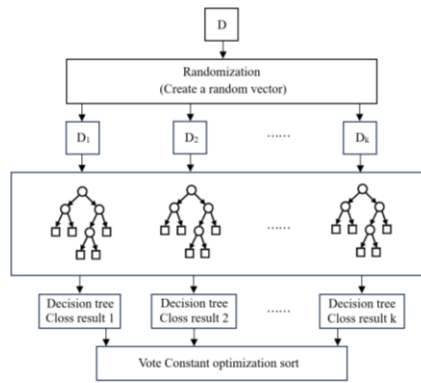 D
Randomization
(Create a random vector)
D₁ D₂ ...... Dₖ
......
Decision tree Decision tree ...... Decision tree
Closs result 1 Closs result 2 Closs result k
Vote Constant optimization sort